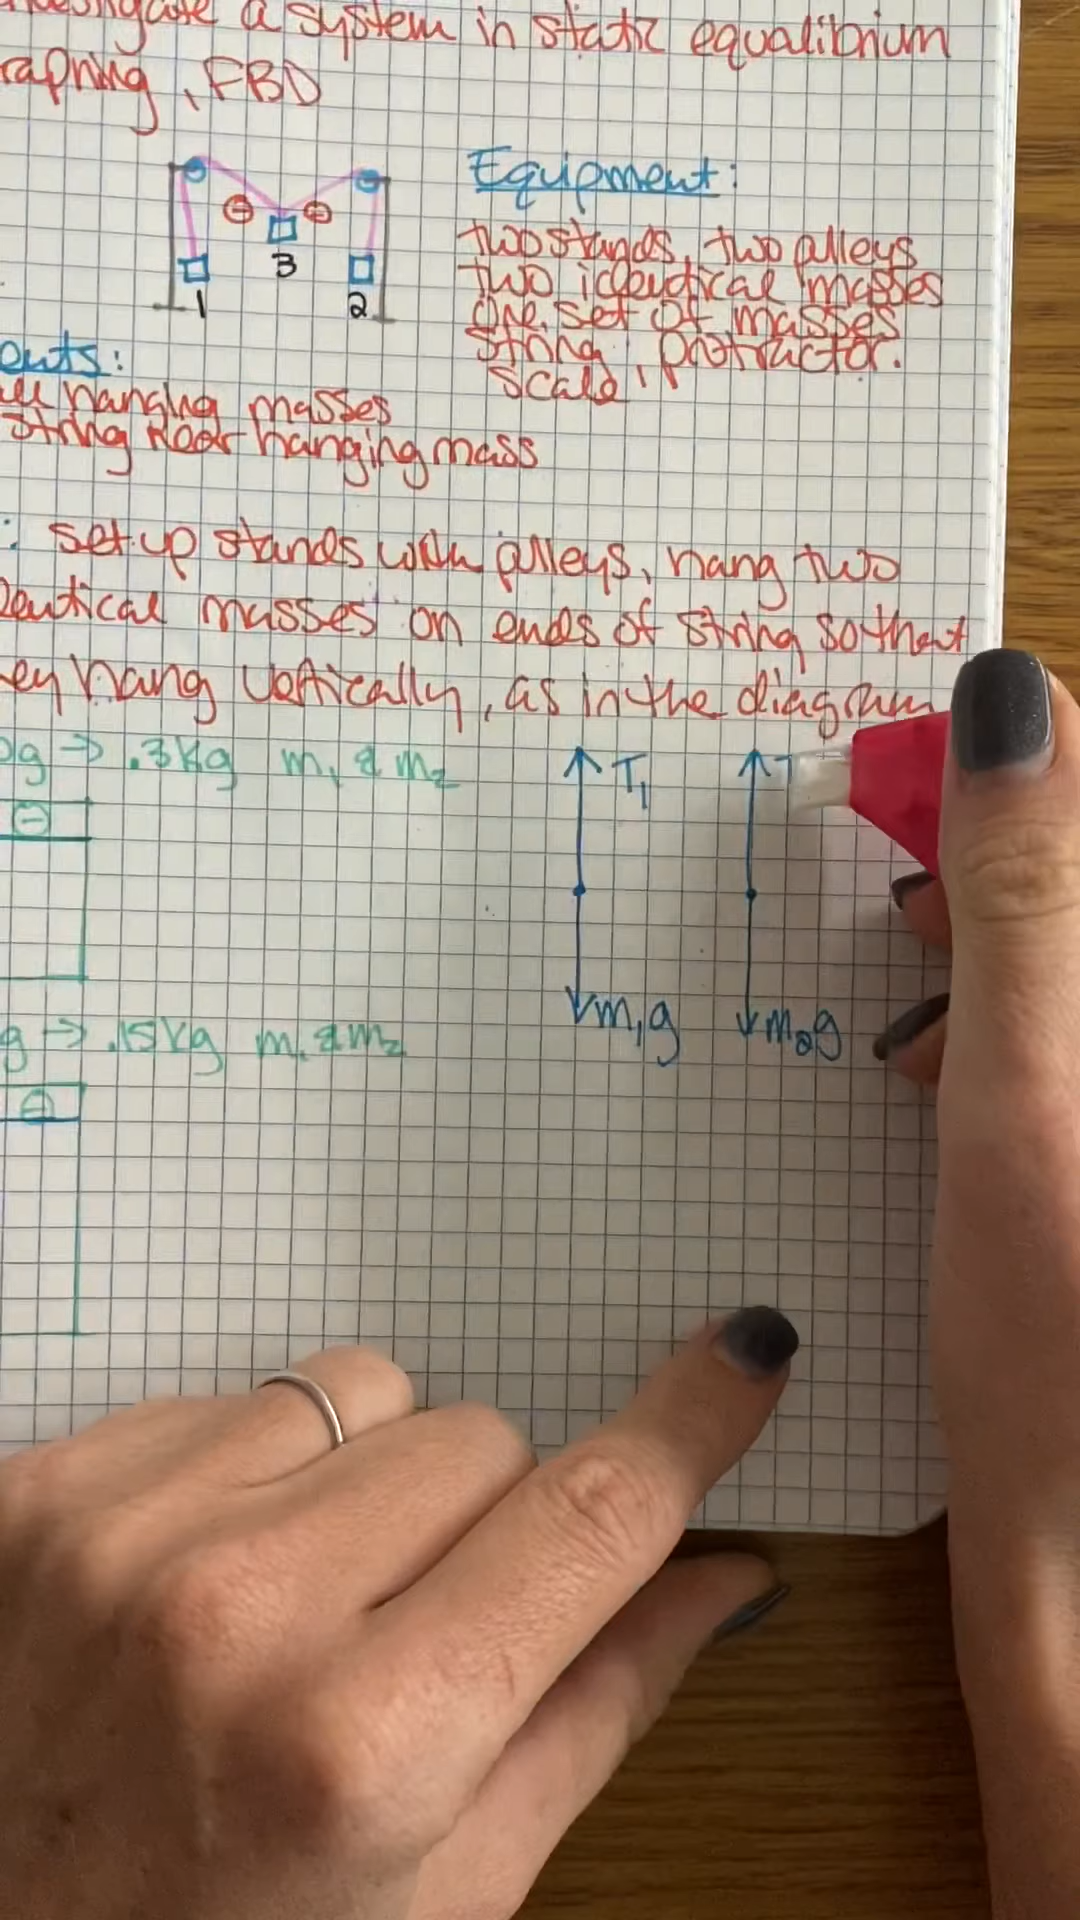 a system in static equalibrium
, FBD
Equipment:
two stands, two pulleys
two identical masses
one set of masses
string, protractor.
scale
1
2
3
hanging masses
string near hanging mass
: set up stands with pulleys, hang two
masses on ends of string so that
hang vertically, as in the diagram
g → .3kg m₁ & m₂
T₁
T
m₁g
m₂g
g → .15kg m₁ & m₂